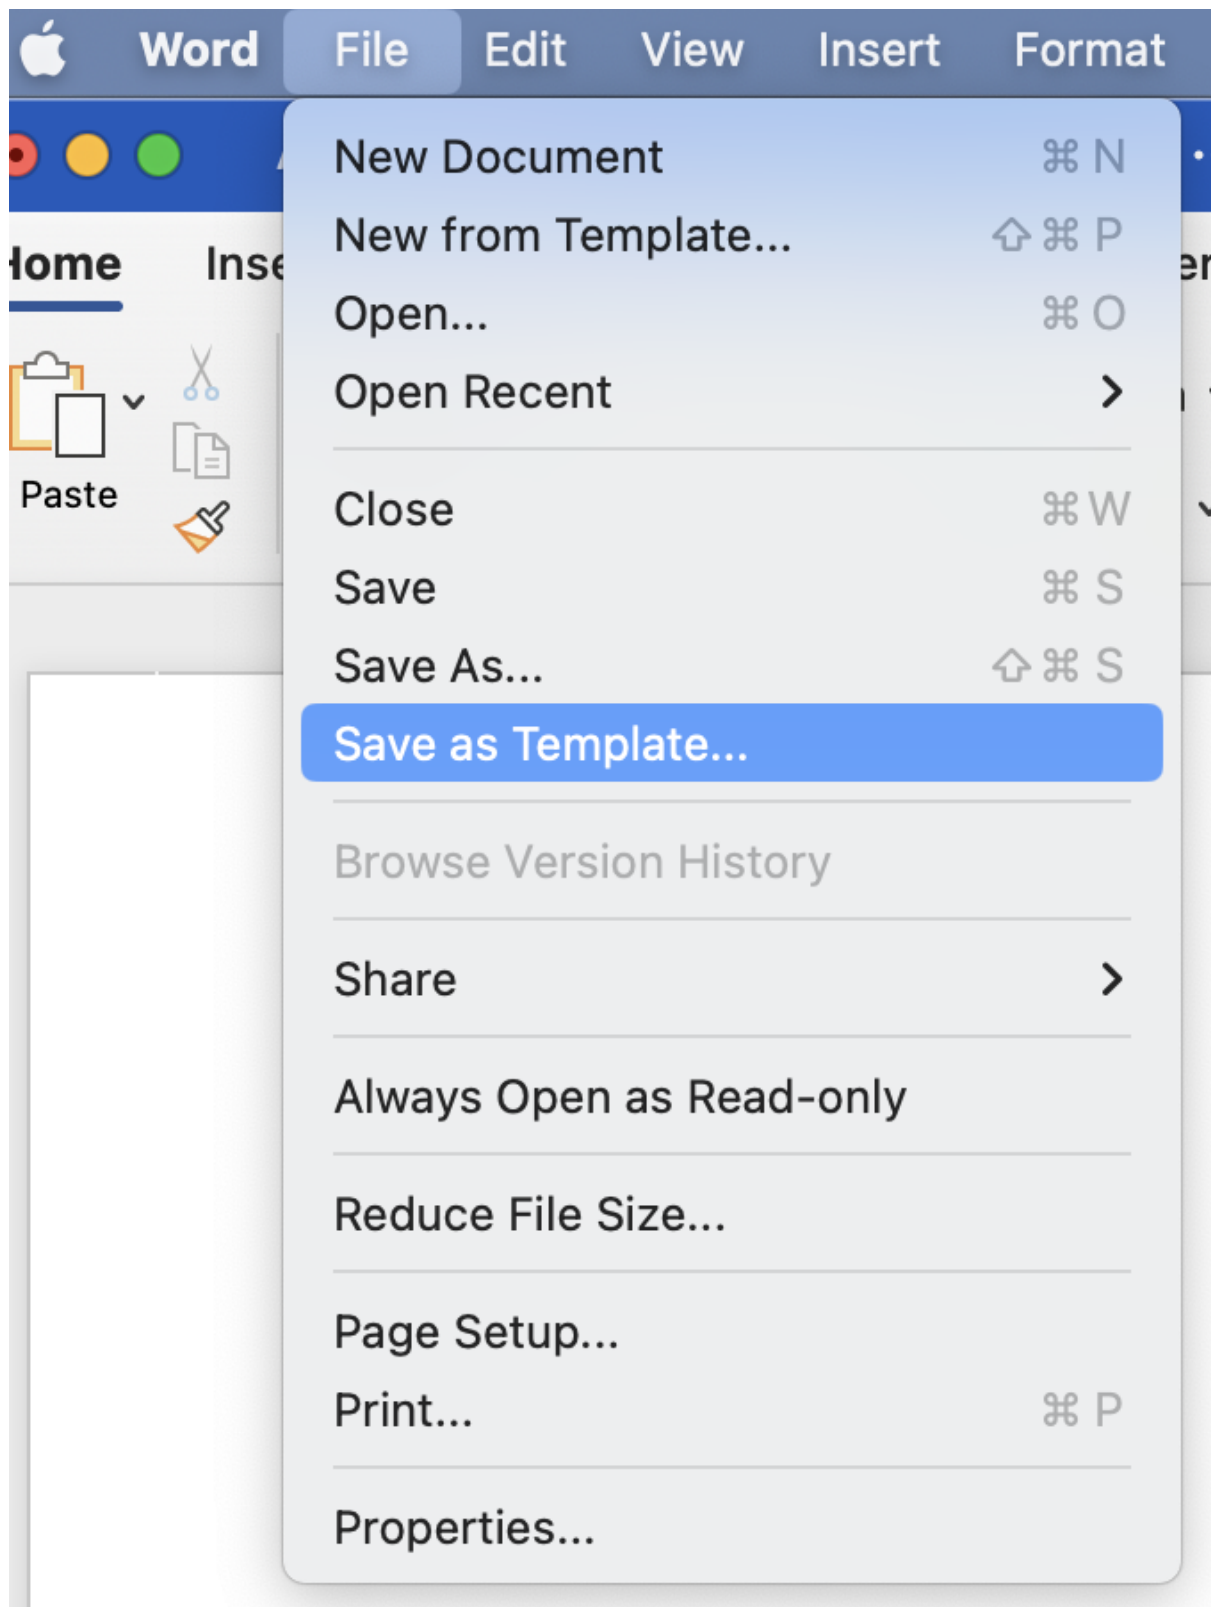 Word File Edit View Insert Format
New Document ⌘ N
New from Template... ⇧ ⌘ P
Open... ⌘ O
Open Recent
Close ⌘ W
Save ⌘ S
Save As... ⇧ ⌘ S
Save as Template...
Browse Version History
Share
Always Open as Read-only
Reduce File Size...
Page Setup...
Print... ⌘ P
Properties...
Home
Paste